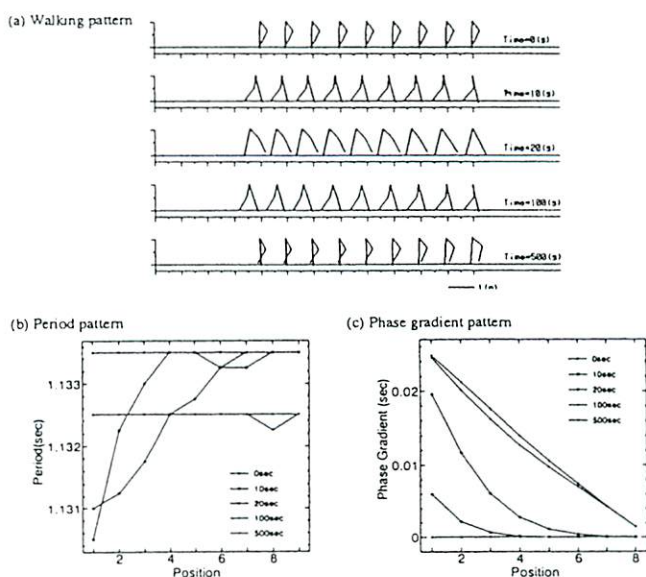 (a) Walking pattern
Time=0(s)
Time=10(s)
Time=20(s)
Time=100(s)
Time=500(s)
1(m)
(b) Period pattern
1.133
1.132
1.131
Period(sec)
0sec
10sec
20sec
100sec
500sec
2 4 6 8
Position
(c) Phase gradient pattern
0.02
0.01
0
Phase Gradient (sec)
0sec
10sec
20sec
100sec
500sec
2 4 6 8
Position